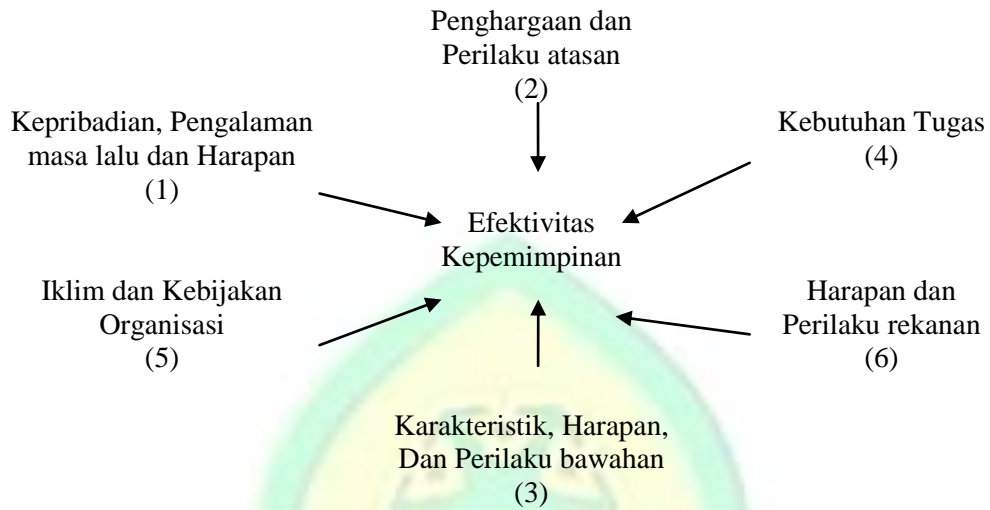 Penghargaan dan
Perilaku atasan
(2)
Kepribadian, Pengalaman
masa lalu dan Harapan
(1)
Kebutuhan Tugas
(4)
Efektivitas
Kepemimpinan
Iklim dan Kebijakan
Organisasi
(5)
Harapan dan
Perilaku rekanan
(6)
Karakteristik, Harapan,
Dan Perilaku bawahan
(3)